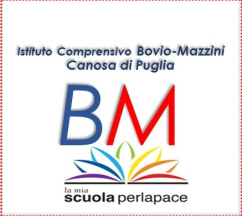 Istituto Comprensivo Bovio-Mazzini
Canosa di Puglia
BM
la mia
scuola perlapace